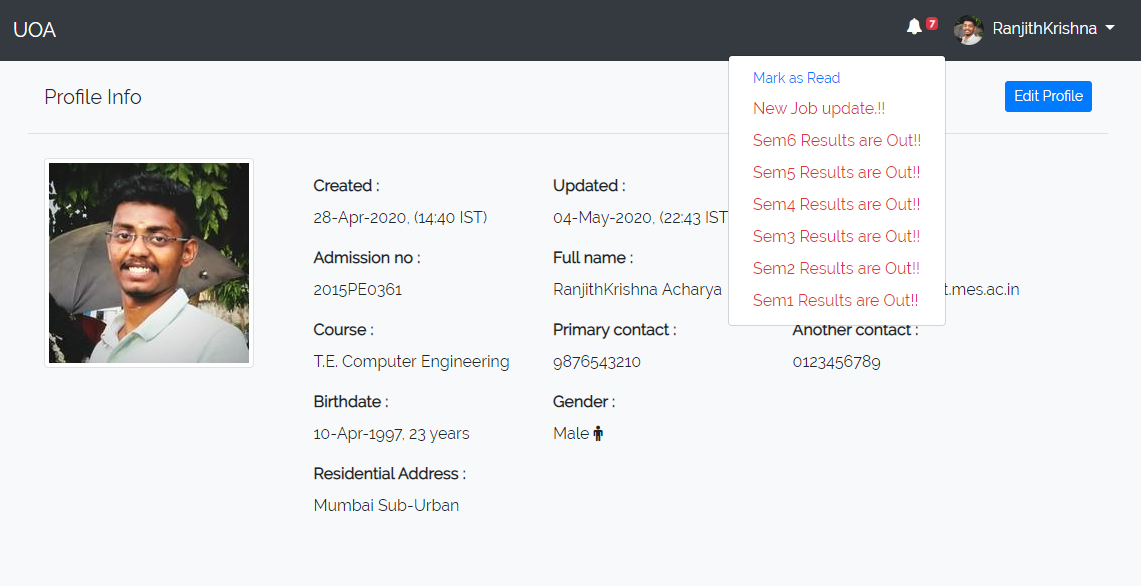 UOA
7
RanjithKrishna
Mark as Read
New Job update.!!
Sem6 Results are Out!!
Sem5 Results are Out!!
Sem4 Results are Out!!
Sem3 Results are Out!!
Sem2 Results are Out!!
Sem1 Results are Out!!
Profile Info
Edit Profile
Created :
28-Apr-2020, (14:40 IST)
Updated :
04-May-2020, (22:43 IST
Admission no :
2015PE0361
Full name :
RanjithKrishna Acharya
.mes.ac.in
Course :
T.E. Computer Engineering
Primary contact :
9876543210
Another contact :
0123456789
Birthdate :
10-Apr-1997, 23 years
Gender :
Male
Residential Address :
Mumbai Sub-Urban